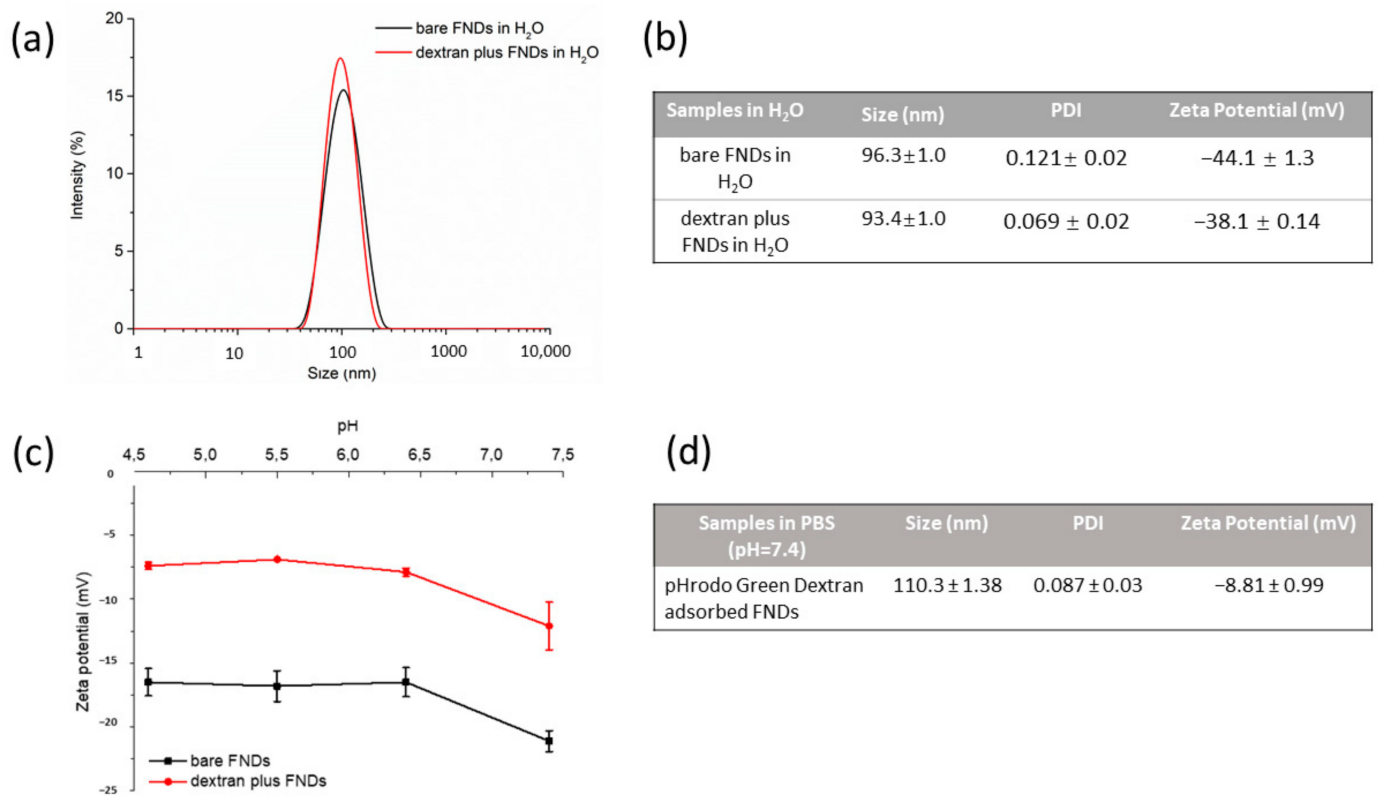 (a)
20
15
10
5
0
Intensity (%)
bare FNDs in H₂O
dextran plus FNDs in H₂O
1 10 100 1000 10,000
Size (nm)
(b)
Samples in H₂O Size (nm) PDI Zeta Potential (mV)
bare FNDs in 96.3±1.0 0.121± 0.02 −44.1 ± 1.3
H₂O
dextran plus 93.4±1.0 0.069 ± 0.02 −38.1 ± 0.14
FNDs in H₂O
(c)
pH
4,5 5,0 5,5 6,0 6,5 7,0 7,5
0
−5
−10
−15
−20
−25
Zeta potential (mV)
bare FNDs
dextran plus FNDs
(d)
Samples in PBS Size (nm) PDI Zeta Potential (mV)
(pH=7.4)
pHrodo Green Dextran 110.3±1.38 0.087±0.03 −8.81±0.99
adsorbed FNDs